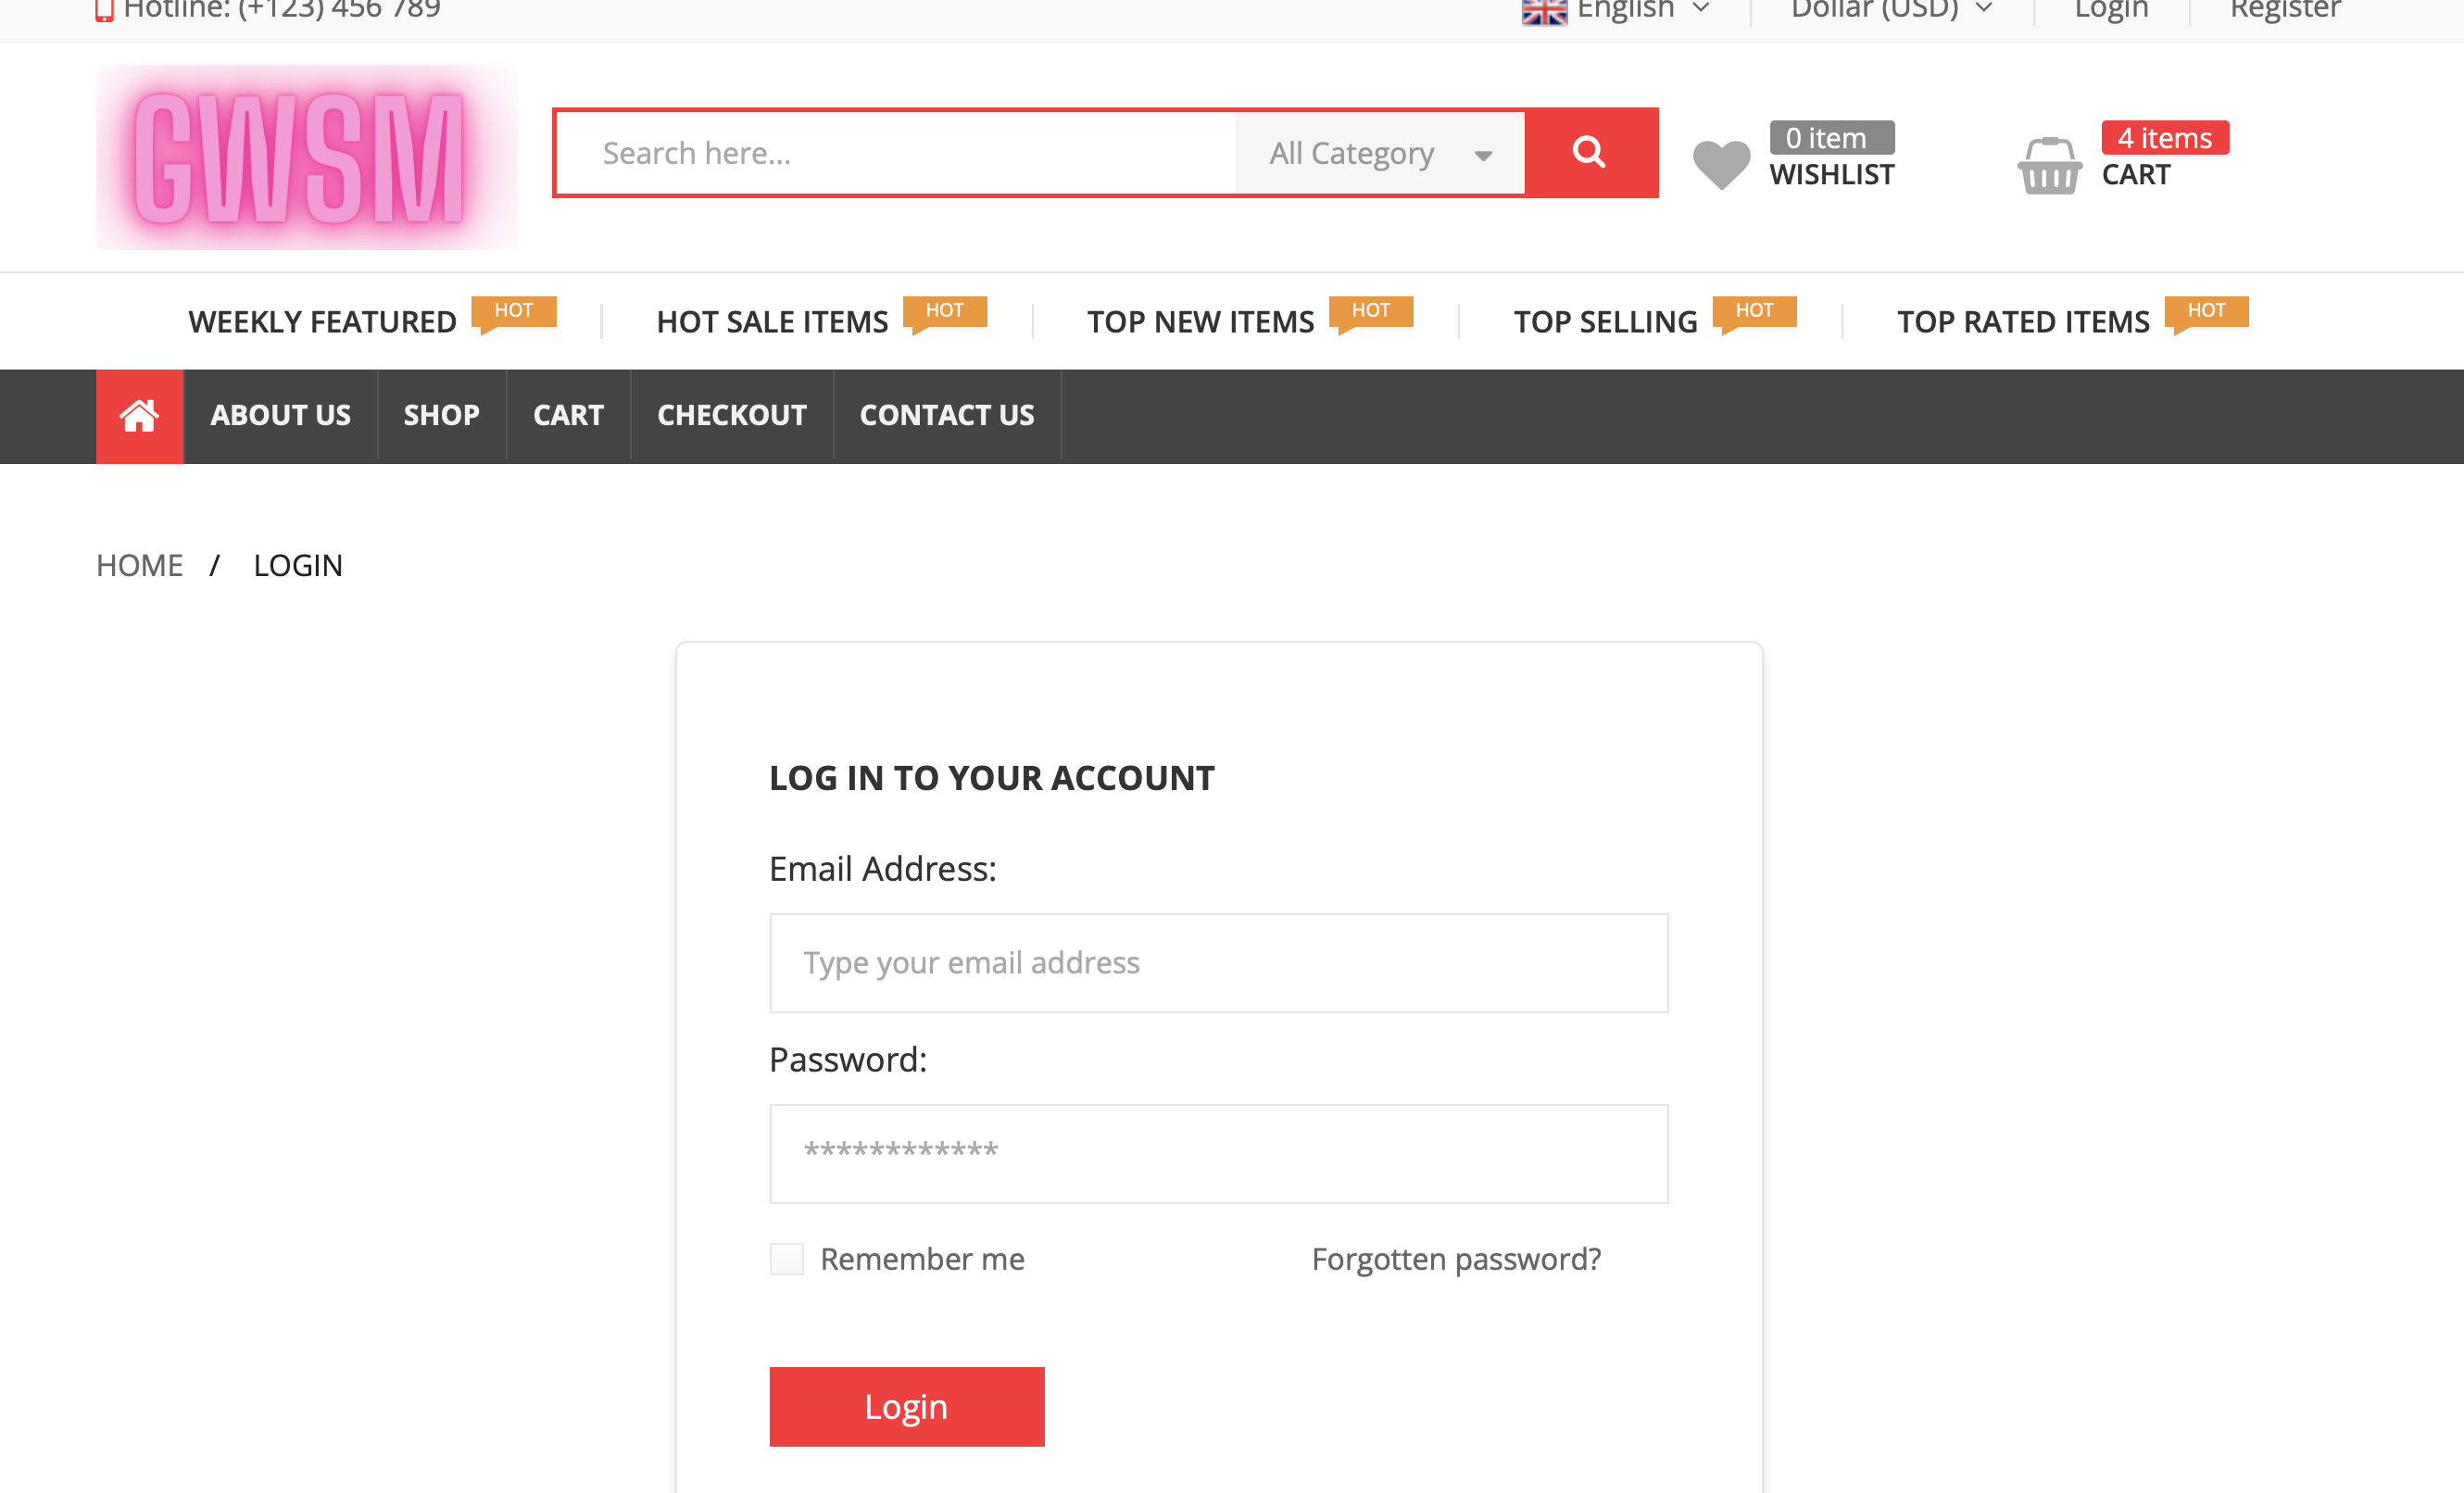 Hotline: (+123) 456 789 English Dollar (USD) Login Register
GWSM
Search here... All Category
0 item
WISHLIST
4 items
CART
WEEKLY FEATURED HOT HOT SALE ITEMS HOT TOP NEW ITEMS HOT TOP SELLING HOT TOP RATED ITEMS HOT
ABOUT US SHOP CART CHECKOUT CONTACT US
HOME / LOGIN
LOG IN TO YOUR ACCOUNT
Email Address:
Type your email address
Password:
************
Remember me Forgotten password?
Login